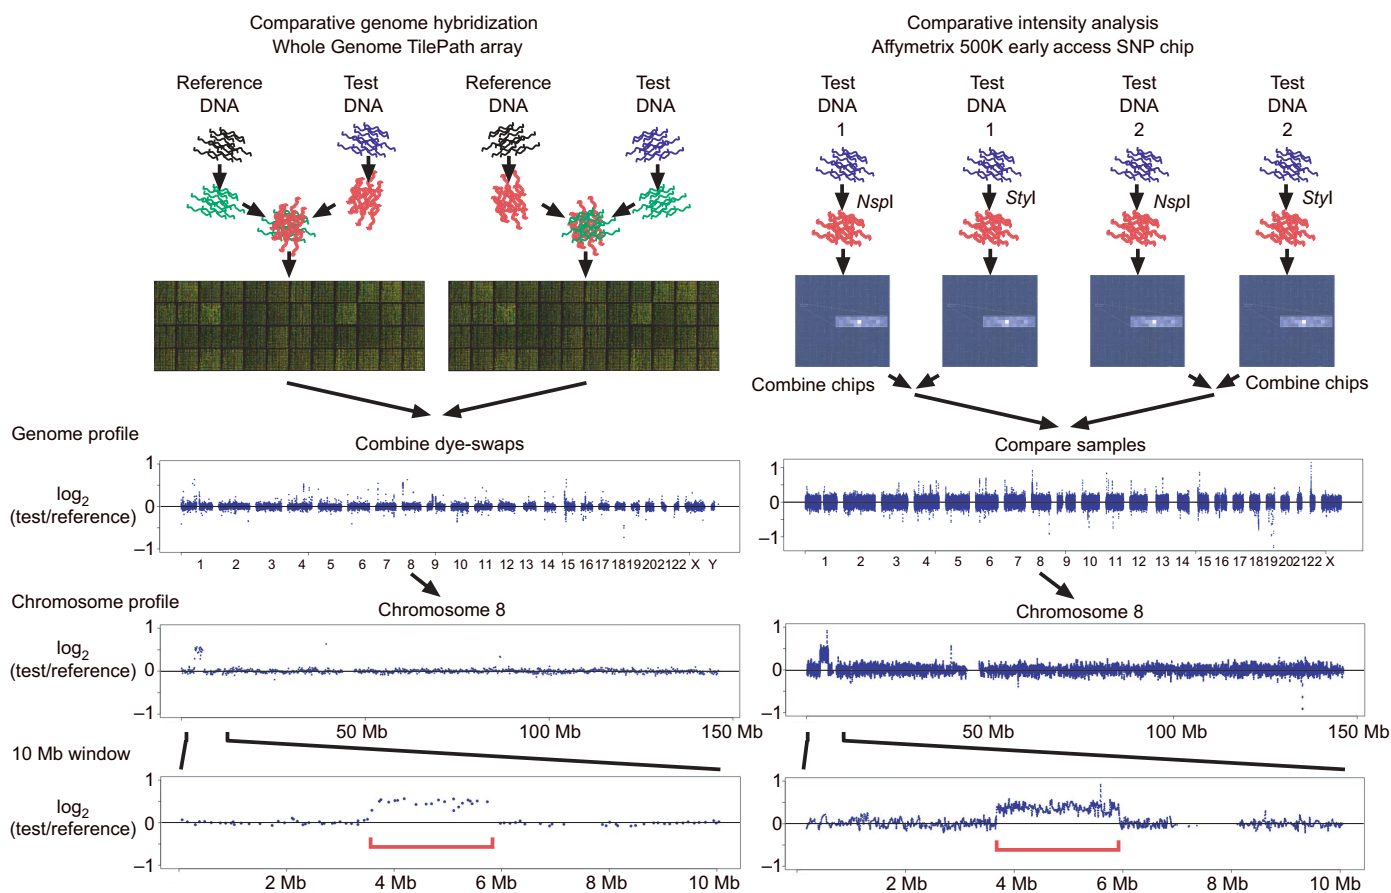 Comparative genome hybridization
Whole Genome TilePath array
Comparative intensity analysis
Affymetrix 500K early access SNP chip
Reference DNA
Test DNA
Reference DNA
Test DNA
Test DNA 1
Test DNA 1
Test DNA 2
Test DNA 2
NspI
StyI
NspI
StyI
Combine chips
Combine chips
Genome profile
Combine dye-swaps
Compare samples
log2
(test/reference)
1
0
–1
1 2 3 4 5 6 7 8 9 10 11 12 13 14 15 16 17 18 19 202122 X Y
1
0
–1
1 2 3 4 5 6 7 8 9 10 11 12 13 14 15 16 17 18 19 202122 X
Chromosome profile
Chromosome 8
Chromosome 8
log2
(test/reference)
1
0
–1
50 Mb 100 Mb 150 Mb
1
0
–1
50 Mb 100 Mb 150 Mb
10 Mb window
log2
(test/reference)
1
0
–1
2 Mb 4 Mb 6 Mb 8 Mb 10 Mb
1
0
–1
2 Mb 4 Mb 6 Mb 8 Mb 10 Mb